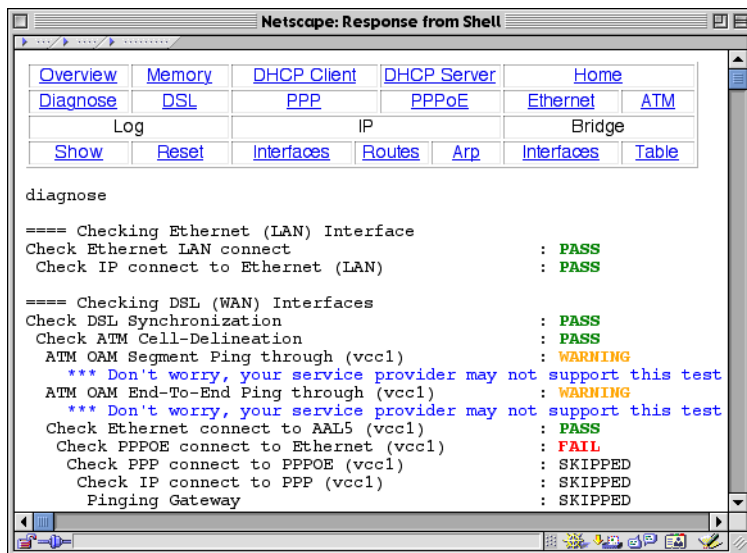 Netscape: Response from Shell
Overview Memory DHCP Client DHCP Server Home
Diagnose DSL PPP PPPoE Ethernet ATM
Log IP Bridge
Show Reset Interfaces Routes Arp Interfaces Table
diagnose
==== Checking Ethernet (LAN) Interface
Check Ethernet LAN connect : PASS
Check IP connect to Ethernet (LAN) : PASS
==== Checking DSL (WAN) Interfaces
Check DSL Synchronization : PASS
Check ATM Cell-Delineation : PASS
ATM OAM Segment Ping through (vcc1) : WARNING
*** Don't worry, your service provider may not support this test
ATM OAM End-To-End Ping through (vcc1) : WARNING
*** Don't worry, your service provider may not support this test
Check Ethernet connect to AAL5 (vcc1) : PASS
Check PPPOE connect to Ethernet (vcc1) : FAIL
Check PPP connect to PPPOE (vcc1) : SKIPPED
Check IP connect to PPP (vcc1) : SKIPPED
Pinging Gateway : SKIPPED